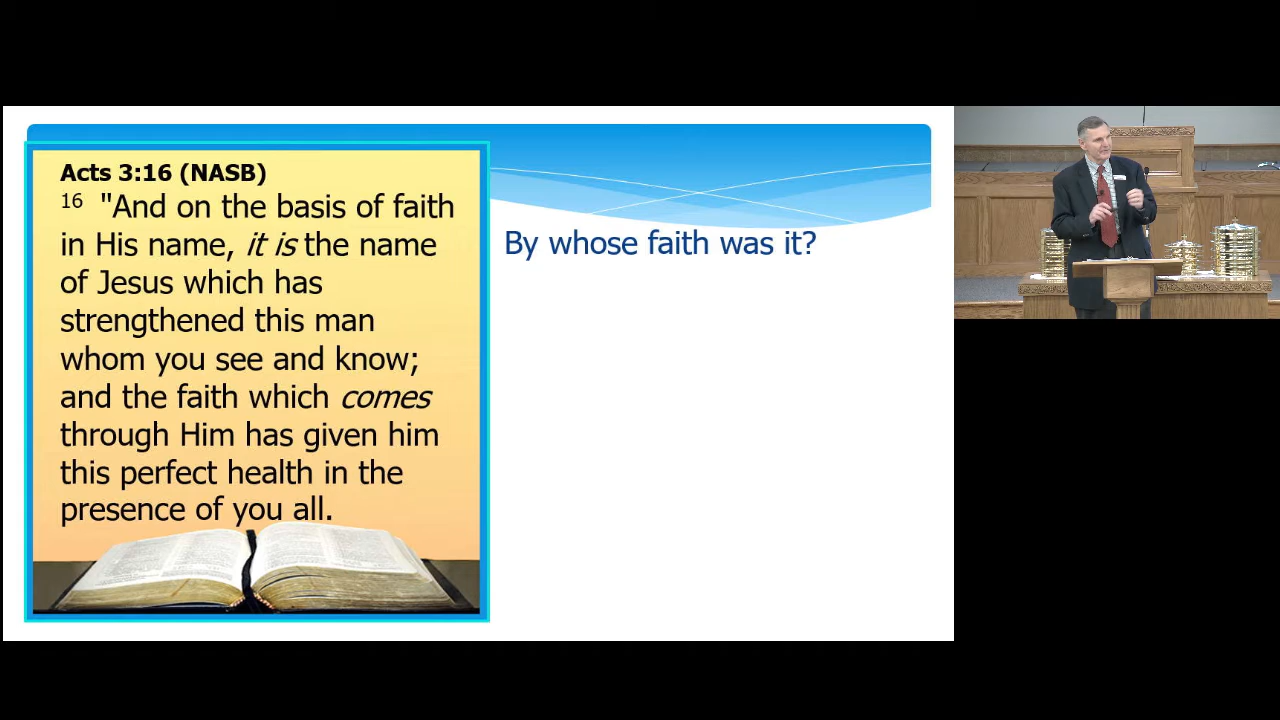 Acts 3:16 (NASB)
16 "And on the basis of faith
in His name, it is the name
of Jesus which has
strengthened this man
whom you see and know;
and the faith which comes
through Him has given him
this perfect health in the
presence of you all.
By whose faith was it?